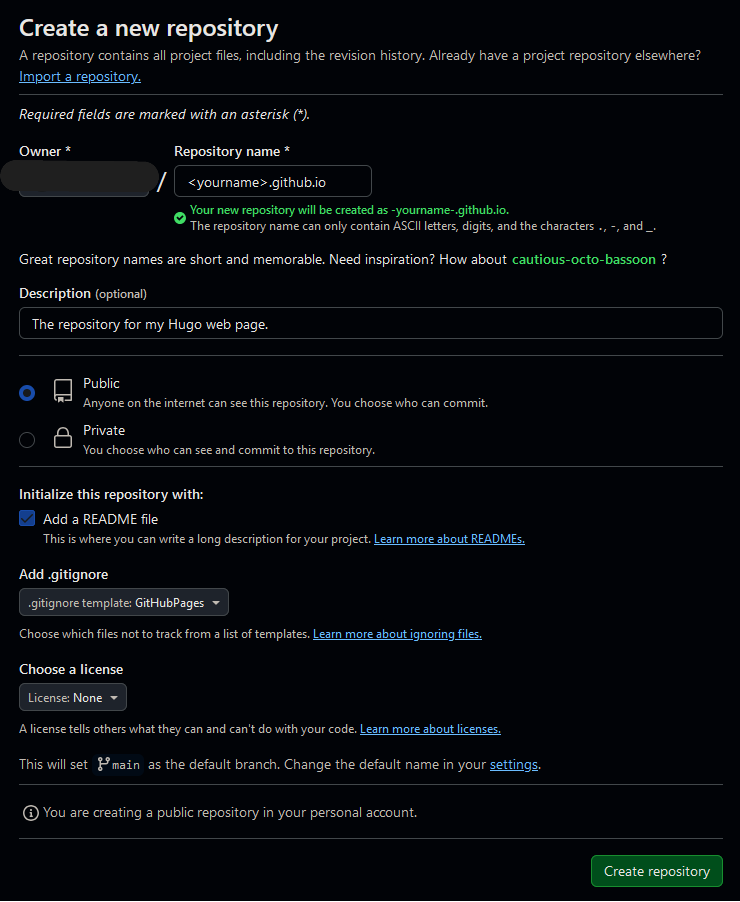 Create a new repository
A repository contains all project files, including the revision history. Already have a project repository elsewhere?
Import a repository.
Required fields are marked with an asterisk (*).
Owner * Repository name *
/ <yourname>.github.io
Your new repository will be created as -yourname-.github.io.
The repository name can only contain ASCII letters, digits, and the characters ., -, and _.
Great repository names are short and memorable. Need inspiration? How about cautious-octo-bassoon ?
Description (optional)
The repository for my Hugo web page.
Public
Anyone on the internet can see this repository. You choose who can commit.
Private
You choose who can see and commit to this repository.
Initialize this repository with:
Add a README file
This is where you can write a long description for your project. Learn more about READMEs.
Add .gitignore
.gitignore template: GitHubPages
Choose which files not to track from a list of templates. Learn more about ignoring files.
Choose a license
License: None
A license tells others what they can and can't do with your code. Learn more about licenses.
This will set main as the default branch. Change the default name in your settings.
You are creating a public repository in your personal account.
Create repository